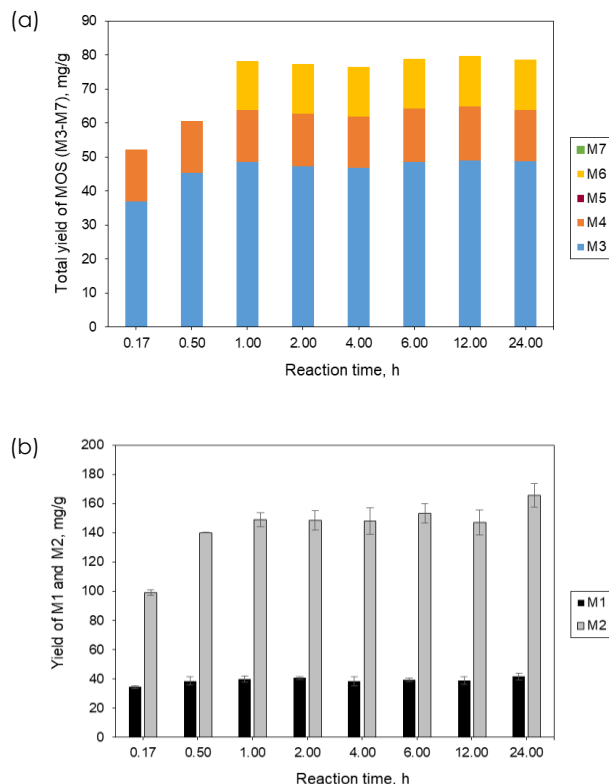 (a)
Total yield of MOS (M3-M7), mg/g
90
80
70
60
50
40
30
20
10
0
0.17 0.50 1.00 2.00 4.00 6.00 12.00 24.00
Reaction time, h
M7
M6
M5
M4
M3
(b)
Yield of M1 and M2, mg/g
200
180
160
140
120
100
80
60
40
20
0
0.17 0.50 1.00 2.00 4.00 6.00 12.00 24.00
Reaction time, h
M1
M2